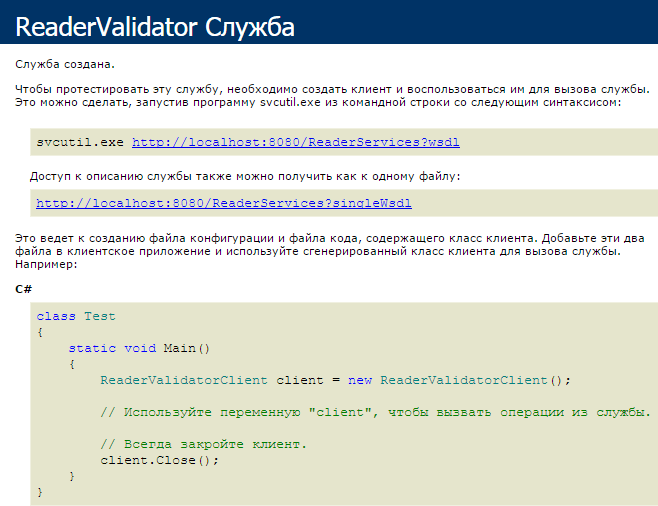 ReaderValidator Служба
Служба создана.
Чтобы протестировать эту службу, необходимо создать клиент и воспользоваться им для вызова службы.
Это можно сделать, запустив программу svcutil.exe из командной строки со следующим синтаксисом:
svcutil.exe http://localhost:8080/ReaderServices?wsdl
Доступ к описанию службы также можно получить как к одному файлу:
http://localhost:8080/ReaderServices?singleWsdl
Это ведет к созданию файла конфигурации и файла кода, содержащего класс клиента. Добавьте эти два
файла в клиентское приложение и используйте сгенерированный класс клиента для вызова службы.
Например:
C#
class Test
{
    static void Main()
    {
        ReaderValidatorClient client = new ReaderValidatorClient();
        // Используйте переменную "client", чтобы вызвать операции из службы.
        // Всегда закройте клиент.
        client.Close();
    }
}